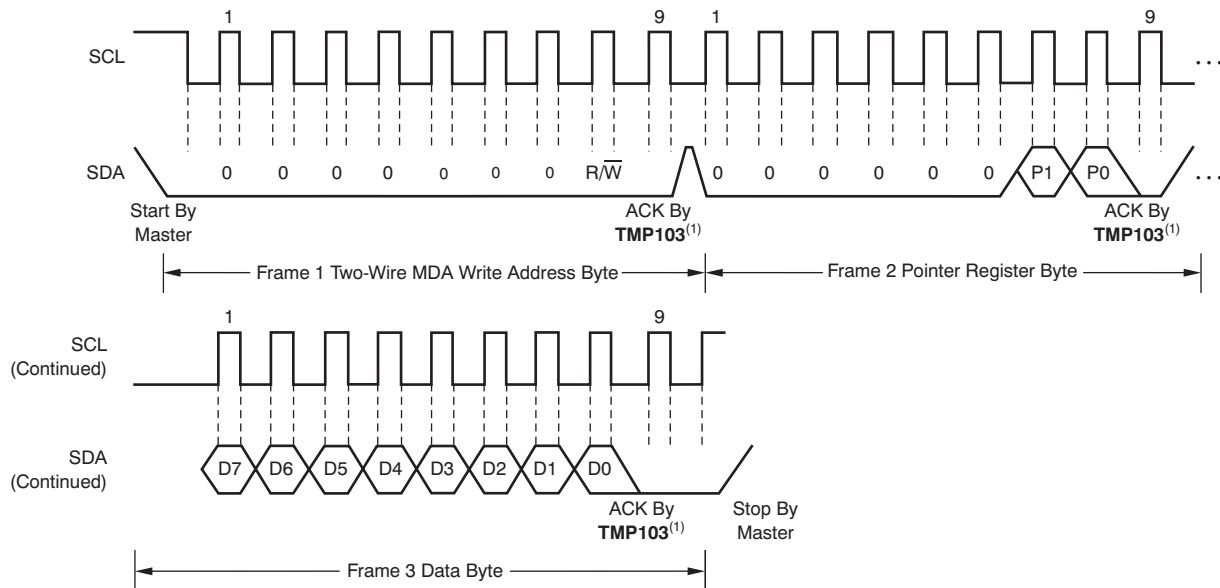 1 9 1 9
SCL ...
SDA 0 0 0 0 0 0 0 R/W̅ 0 0 0 0 0 0 P1 P0 ...
Start By Master ACK By TMP103(1) ACK By TMP103(1)
Frame 1 Two-Wire MDA Write Address Byte Frame 2 Pointer Register Byte
1 9
SCL (Continued)
SDA (Continued) D7 D6 D5 D4 D3 D2 D1 D0
ACK By TMP103(1) Stop By Master
Frame 3 Data Byte